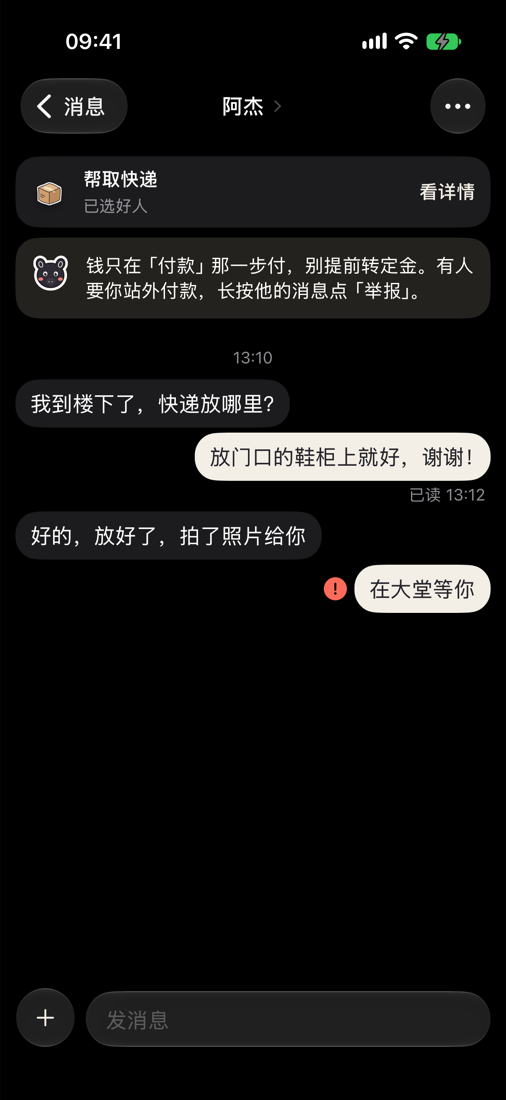 09:41
消息
阿杰
帮取快递
已选好人
看详情
钱只在「付款」那一步付，别提前转定金。有人
要你站外付款，长按他的消息点「举报」。
13:10
我到楼下了，快递放哪里？
放门口的鞋柜上就好，谢谢！
已读 13:12
好的，放好了，拍了照片给你
在大堂等你
发消息